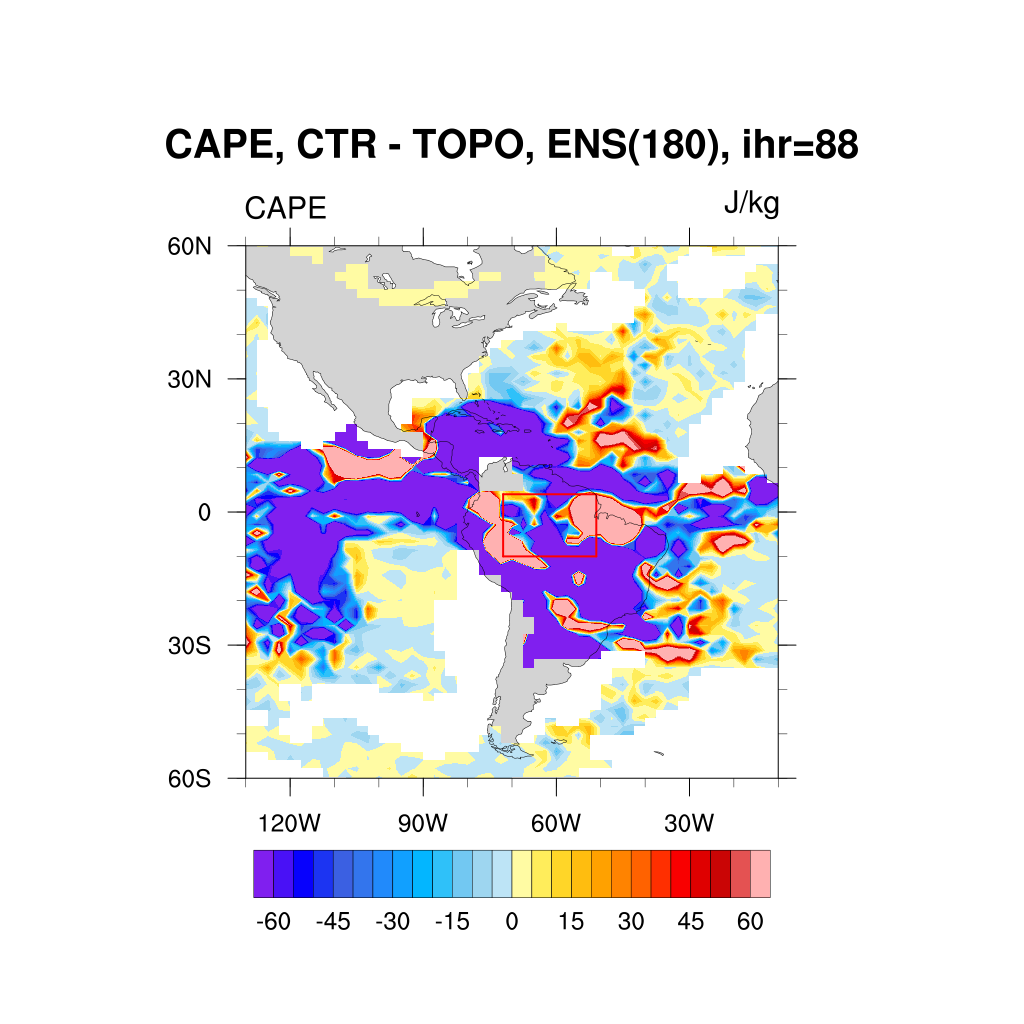 CAPE, CTR - TOPO, ENS(180), ihr=88
CAPE J/kg
60N
30N
0
30S
60S
120W 90W 60W 30W
-60 -45 -30 -15 0 15 30 45 60